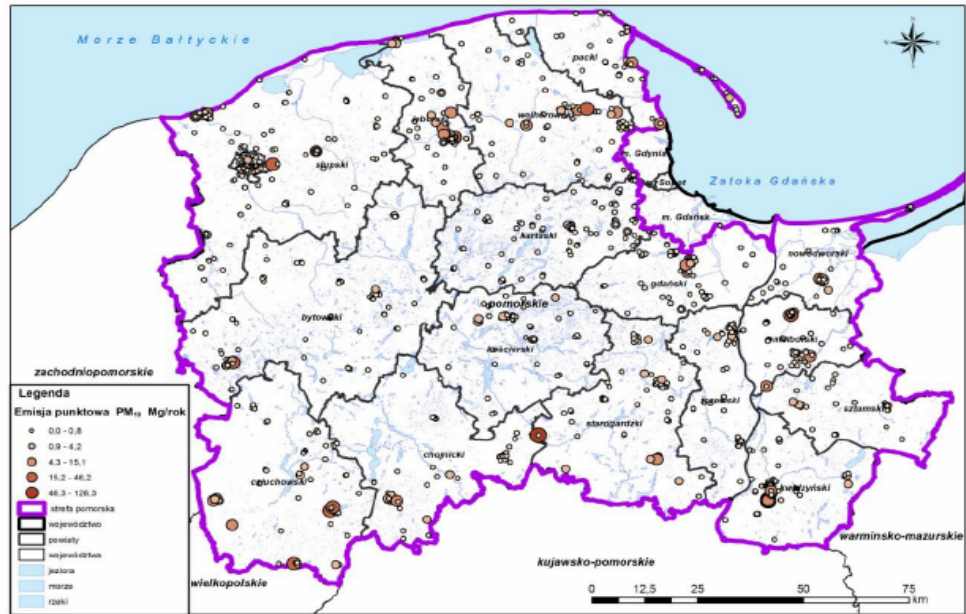 Morze Bałtyckie
pucki
lęborski
wejherowski
słupski
m. Gdynia
m. Sopot
Zatoka Gdańska
m. Gdańsk
kartuski
nowodworski
gdański
pomorskie
bytowski
malborski
kościerski
zachodniopomorskie
tczewski
sztumski
starogardzki
chojnicki
człuchowski
kwidzyński
warmińsko-mazurskie
kujawsko-pomorskie
wielkopolskie
Legenda
Emisja punktowa PM10 Mg/rok
0,0 - 0,8
0,9 - 4,2
4,3 - 15,1
15,2 - 46,2
46,3 - 126,3
strefa pomorska
województwo
powiaty
województwa
jeziora
morze
rzeki
0 12,5 25 50 75
km